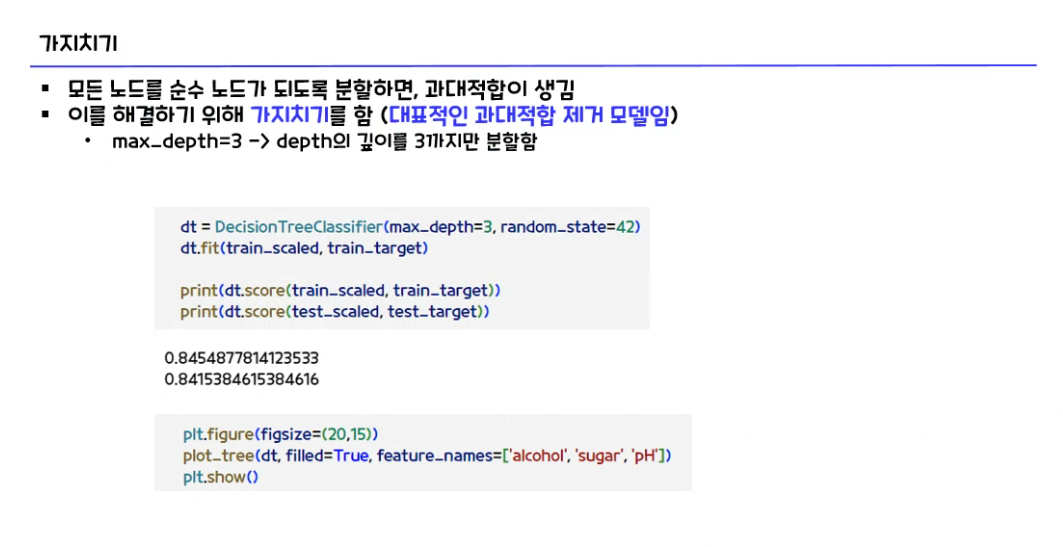 가지치기
▪ 모든 노드를 순수 노드가 되도록 분할하면, 과대적합이 생김
▪ 이를 해결하기 위해 가지치기를 함 (대표적인 과대적합 제거 모델임)
• max_depth=3 -> depth의 깊이를 3까지만 분할함
dt = DecisionTreeClassifier(max_depth=3, random_state=42)
dt.fit(train_scaled, train_target)
print(dt.score(train_scaled, train_target))
print(dt.score(test_scaled, test_target))
0.8454877814123533
0.8415384615384616
plt.figure(figsize=(20,15))
plot_tree(dt, filled=True, feature_names=['alcohol', 'sugar', 'pH'])
plt.show()